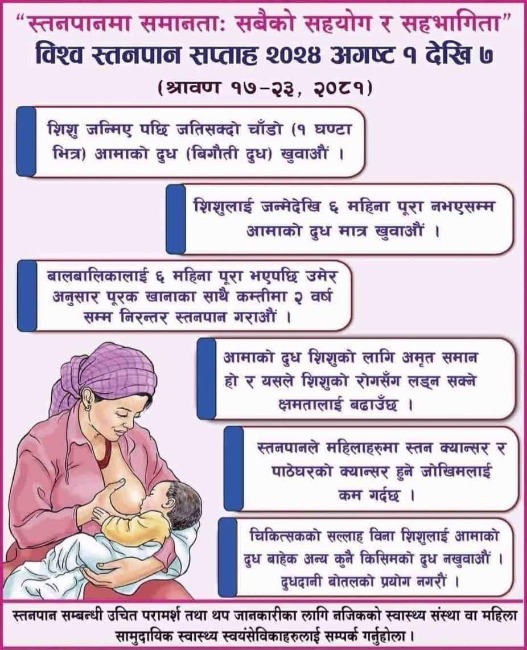 “स्तनपानमा समानता: सबैको सहयोग र सहभागिता”
विश्व स्तनपान सप्ताह २०२४ अगष्ट १ देखि ७
(श्रावण १७-२३, २०८१)
शिशु जन्मिए पछि जतिसक्दो चाँडो (१ घण्टा
भित्र) आमाको दुध (बिगौती दुध) खुवाऔं ।
शिशुलाई जन्मेदेखि ६ महिना पूरा नभएसम्म
आमाको दुध मात्र खुवाऔं ।
बालबालिकालाई ६ महिना पूरा भएपछि उमेर
अनुसार पूरक खानाका साथै कम्तीमा २ वर्ष
सम्म निरन्तर स्तनपान गराऔं ।
आमाको दुध शिशुको लागि अमृत समान
हो र यसले शिशुको रोगसँग लड्न सक्ने
क्षमतालाई बढाउँछ ।
स्तनपानले महिलाहरुमा स्तन क्यान्सर र
पाठेघरको क्यान्सर हुने जोखिमलाई
कम गर्दछ ।
चिकित्सकको सल्लाह विना शिशुलाई आमाको
दुध बाहेक अन्य कुनै किसिमको दुध नखुवाऔं ।
दुधदानी बोतलको प्रयोग नगरौं ।
स्तनपान सम्बन्धी उचित परामर्श तथा थप जानकारीका लागि नजिकको स्वास्थ्य संस्था वा महिला
सामुदायिक स्वास्थ्य स्वयंसेविकाहरुलाई सम्पर्क गर्नुहोला ।